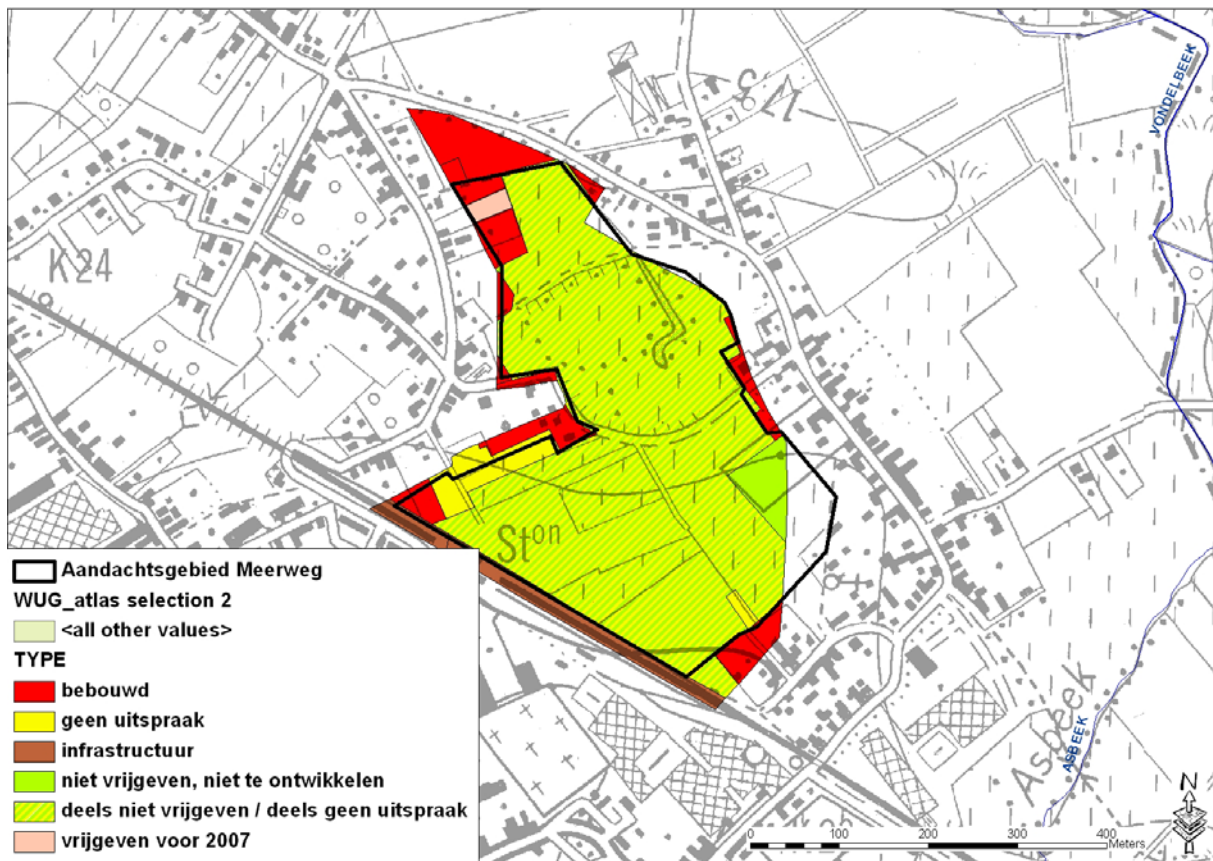 VONDELBEEK
K24
St on
Aandachtsgebied Meerweg
WUG_atlas selection 2
<all other values>
TYPE
bebouwd
geen uitspraak
infrastructuur
niet vrijgeven, niet te ontwikkelen
deels niet vrijgeven / deels geen uitspraak
vrijgeven voor 2007
Asbeek
ASBEEK
N
0 100 200 300 400
Meters